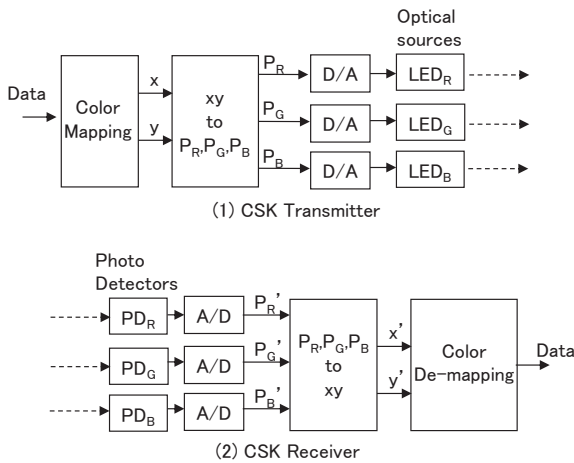 Optical
sources
Data
Color
Mapping
x
y
xy
to
P_R,P_G,P_B
P_R
D/A
LED_R
P_G
D/A
LED_G
P_B
D/A
LED_B
(1) CSK Transmitter
Photo
Detectors
PD_R
A/D
P_R'
PD_G
A/D
P_G'
PD_B
A/D
P_B'
P_R,P_G,P_B
to
xy
x'
y'
Color
De-mapping
Data
(2) CSK Receiver